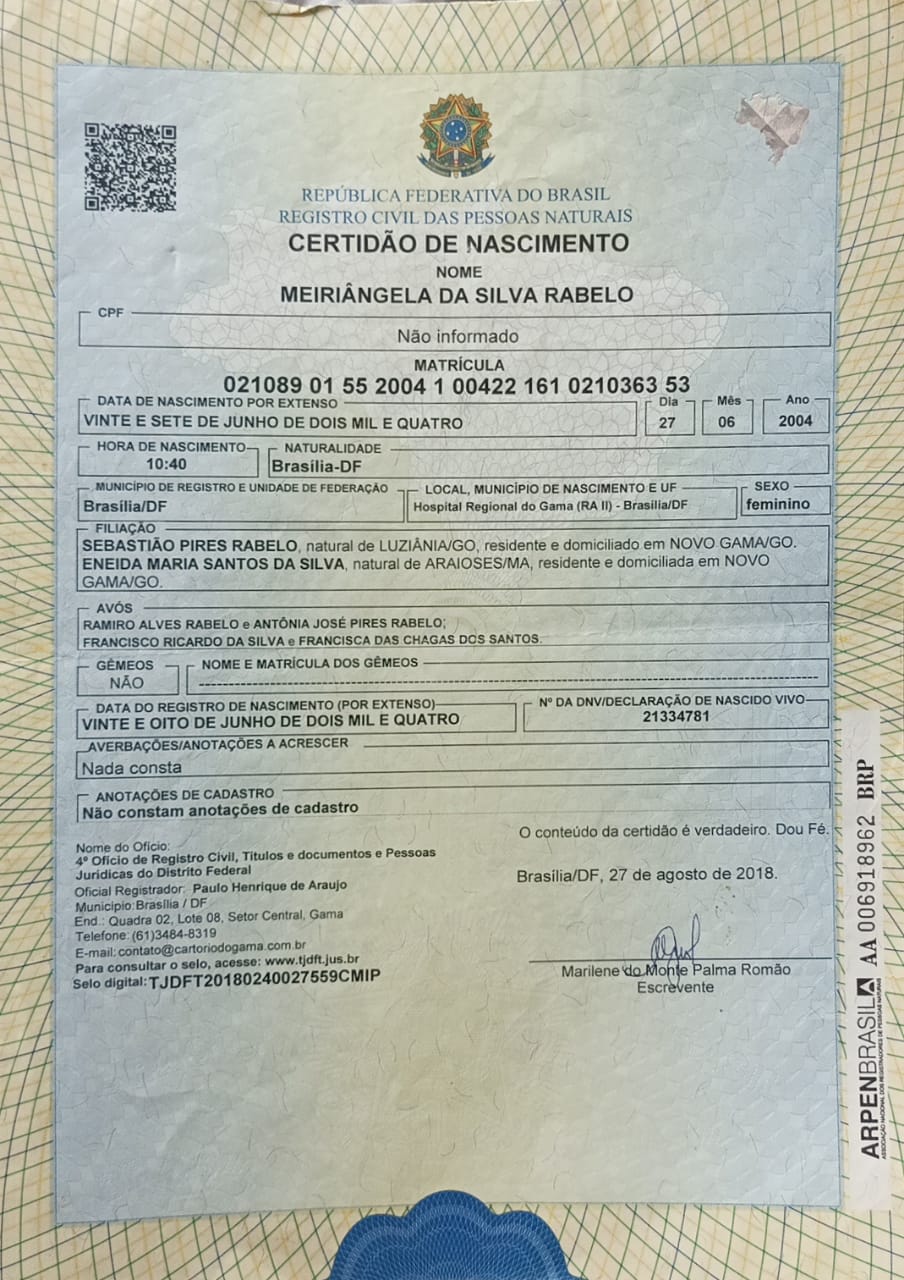 REPÚBLICA FEDERATIVA DO BRASIL
REGISTRO CIVIL DAS PESSOAS NATURAIS
CERTIDÃO DE NASCIMENTO
NOME
MEIRIÂNGELA DA SILVA RABELO
CPF
Não informado
MATRÍCULA
021089 01 55 2004 1 00422 161 0210363 53
DATA DE NASCIMENTO POR EXTENSO Dia Mês Ano
VINTE E SETE DE JUNHO DE DOIS MIL E QUATRO 27 06 2004
HORA DE NASCIMENTO NATURALIDADE
10:40 Brasília-DF
MUNICÍPIO DE REGISTRO E UNIDADE DE FEDERAÇÃO LOCAL, MUNICÍPIO DE NASCIMENTO E UF SEXO
Brasília/DF Hospital Regional do Gama (RA II) - Brasília/DF feminino
FILIAÇÃO
SEBASTIÃO PIRES RABELO, natural de LUZIÂNIA/GO, residente e domiciliado em NOVO GAMA/GO.
ENEIDA MARIA SANTOS DA SILVA, natural de ARAIOSES/MA, residente e domiciliada em NOVO
GAMA/GO.
AVÓS
RAMIRO ALVES RABELO e ANTÔNIA JOSÉ PIRES RABELO;
FRANCISCO RICARDO DA SILVA e FRANCISCA DAS CHAGAS DOS SANTOS.
GÊMEOS NOME E MATRÍCULA DOS GÊMEOS
NÃO
DATA DO REGISTRO DE NASCIMENTO (POR EXTENSO) Nº DA DNV/DECLARAÇÃO DE NASCIDO VIVO
VINTE E OITO DE JUNHO DE DOIS MIL E QUATRO 21334781
AVERBAÇÕES/ANOTAÇÕES A ACRESCER
Nada consta
ANOTAÇÕES DE CADASTRO
Não constam anotações de cadastro
Nome do Ofício:
4º Ofício de Registro Civil, Títulos e documentos e Pessoas
Jurídicas do Distrito Federal
Oficial Registrador: Paulo Henrique de Araujo
Município: Brasília / DF
End.: Quadra 02, Lote 08, Setor Central, Gama
Telefone: (61)3484-8319
E-mail: contato@cartoriodogama.com.br
Para consultar o selo, acesse: www.tjdft.jus.br
Selo digital: TJDFT20180240027559CMIP
O conteúdo da certidão é verdadeiro. Dou Fé.
Brasília/DF, 27 de agosto de 2018.
Marilene do Monte Palma Romão
Escrevente
ARPENBRASIL AA 006918962 BRP
ASSOCIAÇÃO NACIONAL DOS REGISTRADORES DE PESSOAS NATURAIS